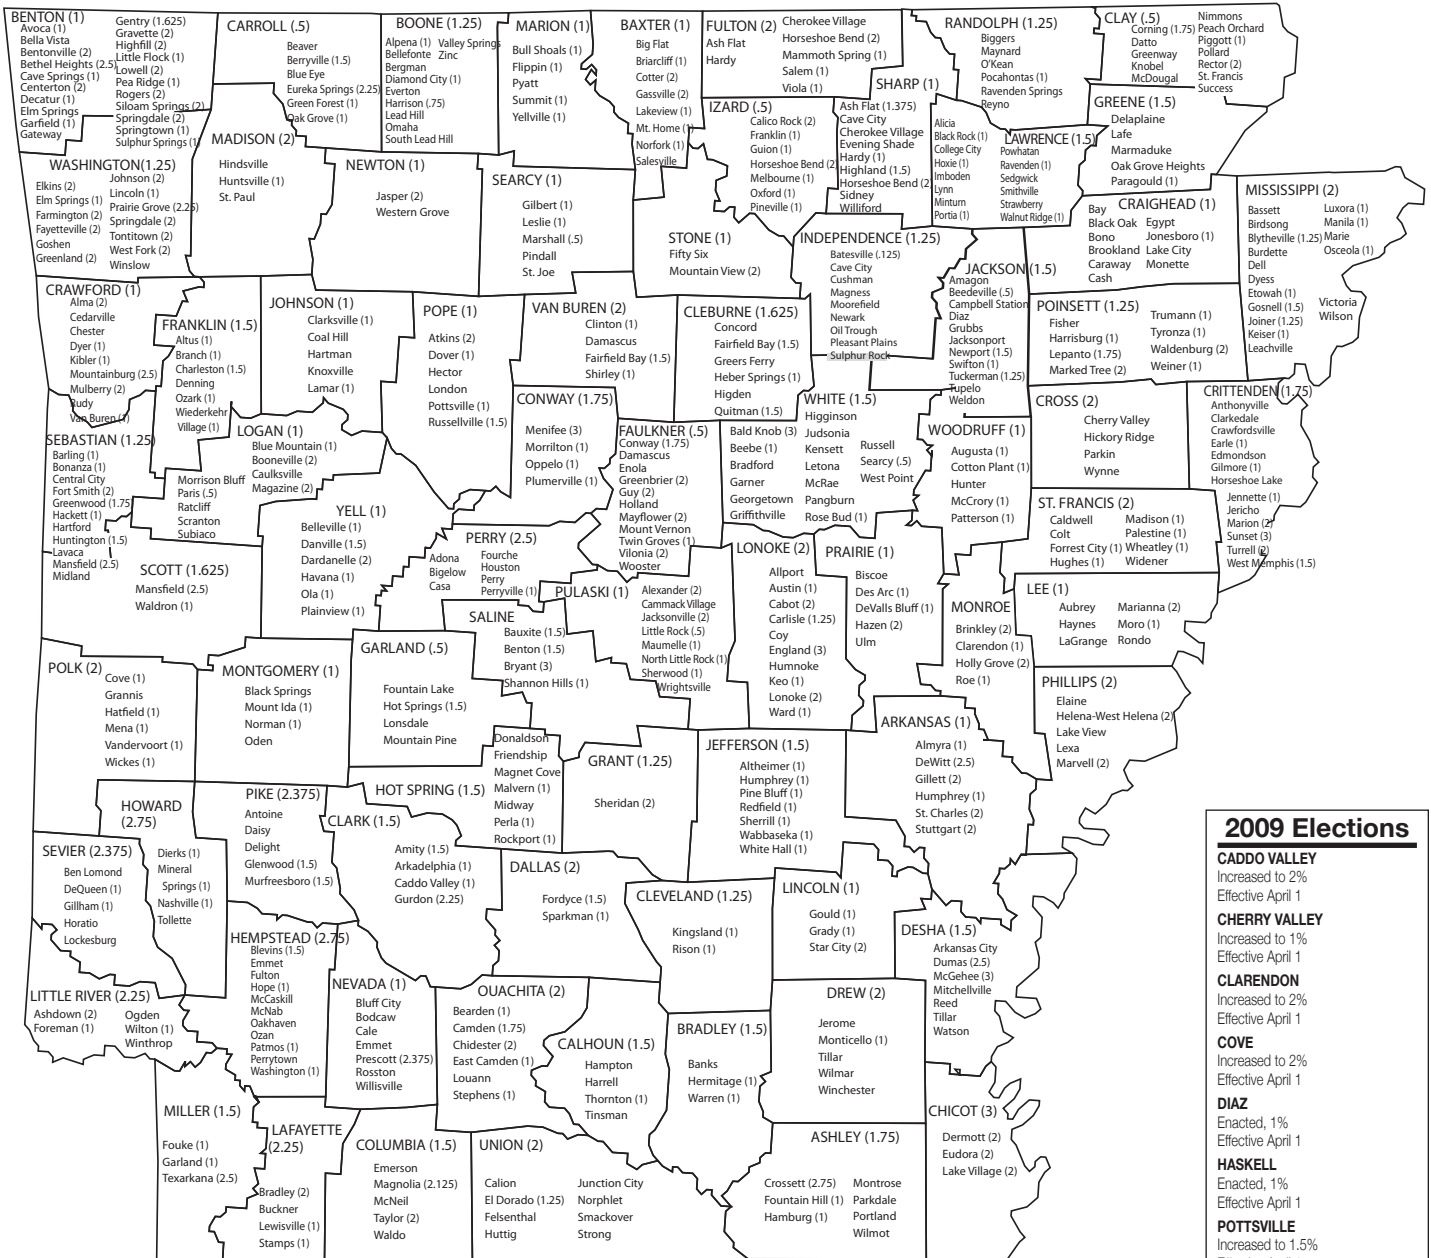 BENTON (1)
Avoca (1)
Bella Vista
Bentonville (2)
Bethel Heights (2.5)
Cave Springs (1)
Centerton (2)
Decatur (1)
Elm Springs
Garfield (1)
Gateway
Gentry (1.625)
Gravette (2)
Highfill (2)
Little Flock (1)
Lowell (2)
Pea Ridge (1)
Rogers (2)
Siloam Springs (2)
Springdale (2)
Springtown (1)
Sulphur Springs (1)
CARROLL (.5)
Beaver
Berryville (1.5)
Blue Eye
Eureka Springs (2.25)
Green Forest (1)
Oak Grove (1)
BOONE (1.25)
Alpena (1)
Bellefonte
Bergman
Diamond City (1)
Everton
Harrison (.75)
Lead Hill
Omaha
South Lead Hill
Valley Springs
Zinc
MARION (1)
Bull Shoals (1)
Flippin (1)
Pyatt
Summit (1)
Yellville (1)
BAXTER (1)
Big Flat
Briarcliff (1)
Cotter (2)
Gassville (2)
Lakeview (1)
Mt. Home (1)
Norfork (1)
Salesville
FULTON (2)
Ash Flat
Hardy
Cherokee Village
Horseshoe Bend (2)
Mammoth Spring (1)
Salem (1)
Viola (1)
SHARP (1)
Ash Flat (1.375)
Cave City
Cherokee Village
Evening Shade
Hardy (1)
Highland (1.5)
Horseshoe Bend (2)
Sidney
Williford
RANDOLPH (1.25)
Biggers
Maynard
O'Kean
Pocahontas (1)
Ravenden Springs
Reyno
CLAY (.5)
Corning (1.75)
Datto
Greenway
Knobel
McDougal
Nimmons
Peach Orchard
Piggott (1)
Pollard
Rector (2)
St. Francis
Success
GREENE (1.5)
Delaplaine
Lafe
Marmaduke
Oak Grove Heights
Paragould (1)
LAWRENCE (1.5)
Alicia
Black Rock (1)
College City
Hoxie (1)
Imboden
Lynn
Minturn
Portia (1)
Powhatan
Ravenden (1)
Sedgwick
Smithville
Strawberry
Walnut Ridge (1)
IZARD (.5)
Calico Rock (2)
Franklin (1)
Guion (1)
Horseshoe Bend (2)
Melbourne (1)
Oxford (1)
Pineville (1)
WASHINGTON(1.25)
Elkins (2)
Elm Springs (1)
Farmington (2)
Fayetteville (2)
Goshen
Greenland (2)
Johnson (2)
Lincoln (1)
Prairie Grove (2.25)
Springdale (2)
Tontitown (2)
West Fork (2)
Winslow
MADISON (2)
Hindsville
Huntsville (1)
St. Paul
NEWTON (1)
Jasper (2)
Western Grove
SEARCY (1)
Gilbert (1)
Leslie (1)
Marshall (.5)
Pindall
St. Joe
STONE (1)
Fifty Six
Mountain View (2)
INDEPENDENCE (1.25)
Batesville (.125)
Cave City
Cushman
Magness
Moorefield
Newark
Oil Trough
Pleasant Plains
Sulphur Rock
JACKSON (1.5)
Amagon
Beedeville (.5)
Campbell Station
Diaz
Grubbs
Jacksonport
Newport (1.5)
Swifton (1)
Tuckerman (1.25)
Tupelo
Weldon
CRAIGHEAD (1)
Bay
Black Oak
Bono
Brookland
Caraway
Cash
Egypt
Jonesboro (1)
Lake City
Monette
MISSISSIPPI (2)
Bassett
Birdsong
Blytheville (1.25)
Burdette
Dell
Dyess
Etowah (1)
Gosnell (1.5)
Joiner (1.25)
Keiser (1)
Leachville
Luxora (1)
Manila (1)
Marie
Osceola (1)
Victoria
Wilson
CRAWFORD (1)
Alma (2)
Cedarville
Chester
Dyer (1)
Kibler (1)
Mountainburg (2.5)
Mulberry (2)
Rudy
Van Buren (1)
FRANKLIN (1.5)
Altus (1)
Branch (1)
Charleston (1.5)
Denning
Ozark (1)
Wiederkehr
Village (1)
JOHNSON (1)
Clarksville (1)
Coal Hill
Hartman
Knoxville
Lamar (1)
POPE (1)
Atkins (2)
Dover (1)
Hector
London
Pottsville (1)
Russellville (1.5)
VAN BUREN (2)
Clinton (1)
Damascus
Fairfield Bay (1.5)
Shirley (1)
CLEBURNE (1.625)
Concord
Fairfield Bay (1.5)
Greers Ferry
Heber Springs (1)
Higden
Quitman (1.5)
POINSETT (1.25)
Fisher
Harrisburg (1)
Lepanto (1.75)
Marked Tree (2)
Trumann (1)
Tyronza (1)
Waldenburg (2)
Weiner (1)
CRITTENDEN (1.75)
Anthonyville
Clarkedale
Crawfordsville
Earle (1)
Edmondson
Gilmore (1)
Horseshoe Lake
Jennette (1)
Jericho
Marion (2)
Sunset (3)
Turrell (2)
West Memphis (1.5)
CROSS (2)
Cherry Valley
Hickory Ridge
Parkin
Wynne
SEBASTIAN (1.25)
Barling (1)
Bonanza (1)
Central City
Fort Smith (2)
Greenwood (1.75)
Hackett (1)
Hartford
Huntington (1.5)
Lavaca
Mansfield (2.5)
Midland
LOGAN (1)
Blue Mountain (1)
Booneville (2)
Caulksville
Magazine (2)
Morrison Bluff
Paris (.5)
Ratcliff
Scranton
Subiaco
CONWAY (1.75)
Menifee (3)
Morrilton (1)
Oppelo (1)
Plumerville (1)
FAULKNER (.5)
Conway (1.75)
Damascus
Enola
Greenbrier (2)
Guy (2)
Holland
Mayflower (2)
Mount Vernon
Twin Groves (1)
Vilonia (2)
Wooster
WHITE (1.5)
Bald Knob (3)
Beebe (1)
Bradford
Garner
Georgetown
Griffithville
Higginson
Judsonia
Kensett
Letona
McRae
Pangburn
Rose Bud (1)
Russell
Searcy (.5)
West Point
WOODRUFF (1)
Augusta (1)
Cotton Plant (1)
Hunter
McCrory (1)
Patterson (1)
ST. FRANCIS (2)
Caldwell
Colt
Forrest City (1)
Hughes (1)
Madison (1)
Palestine (1)
Wheatley (1)
Widener
YELL (1)
Belleville (1)
Danville (1.5)
Dardanelle (2)
Havana (1)
Ola (1)
Plainview (1)
PERRY (2.5)
Adona
Bigelow
Casa
Fourche
Houston
Perry
Perryville (1)
SCOTT (1.625)
Mansfield (2.5)
Waldron (1)
PULASKI (1)
Alexander (2)
Cammack Village
Jacksonville (2)
Little Rock (.5)
Maumelle (1)
North Little Rock (1)
Sherwood (1)
Wrightsville
LONOKE (2)
Allport
Austin (1)
Cabot (2)
Carlisle (1.25)
Coy
England (3)
Humnoke
Keo (1)
Lonoke (2)
Ward (1)
PRAIRIE (1)
Biscoe
Des Arc (1)
DeValls Bluff (1)
Hazen (2)
Ulm
MONROE
Brinkley (2)
Clarendon (1)
Holly Grove (2)
Roe (1)
LEE (1)
Aubrey
Haynes
LaGrange
Marianna (2)
Moro (1)
Rondo
PHILLIPS (2)
Elaine
Helena-West Helena (2)
Lake View
Lexa
Marvell (2)
SALINE
Bauxite (1.5)
Benton (1.5)
Bryant (3)
Shannon Hills (1)
GARLAND (.5)
Fountain Lake
Hot Springs (1.5)
Lonsdale
Mountain Pine
MONTGOMERY (1)
Black Springs
Mount Ida (1)
Norman (1)
Oden
POLK (2)
Cove (1)
Grannis
Hatfield (1)
Mena (1)
Vandervoort (1)
Wickes (1)
HOT SPRING (1.5)
Donaldson
Friendship
Magnet Cove
Malvern (1)
Midway
Perla (1)
Rockport (1)
GRANT (1.25)
Sheridan (2)
JEFFERSON (1.5)
Altheimer (1)
Humphrey (1)
Pine Bluff (1)
Redfield (1)
Sherrill (1)
Wabbaseka (1)
White Hall (1)
ARKANSAS (1)
Almyra (1)
DeWitt (2.5)
Gillett (2)
Humphrey (1)
St. Charles (2)
Stuttgart (2)
HOWARD
(2.75)
Dierks (1)
Mineral
Springs (1)
Nashville (1)
Tollette
PIKE (2.375)
Antoine
Daisy
Delight
Glenwood (1.5)
Murfreesboro (1.5)
CLARK (1.5)
Amity (1.5)
Arkadelphia (1)
Caddo Valley (1)
Gurdon (2.25)
SEVIER (2.375)
Ben Lomond
DeQueen (1)
Gillham (1)
Horatio
Lockesburg
DALLAS (2)
Fordyce (1.5)
Sparkman (1)
CLEVELAND (1.25)
Kingsland (1)
Rison (1)
LINCOLN (1)
Gould (1)
Grady (1)
Star City (2)
DESHA (1.5)
Arkansas City
Dumas (2.5)
McGehee (3)
Mitchellville
Reed
Tillar
Watson
HEMPSTEAD (2.75)
Blevins (1.5)
Emmet
Fulton
Hope (1)
McCaskill
McNab
Oakhaven
Ozan
Patmos (1)
Perrytown
Washington (1)
NEVADA (1)
Bluff City
Bodcaw
Cale
Emmet
Prescott (2.375)
Rosston
Willisville
LITTLE RIVER (2.25)
Ashdown (2)
Foreman (1)
Ogden
Wilton (1)
Winthrop
OUACHITA (2)
Bearden (1)
Camden (1.75)
Chidester (2)
East Camden (1)
Louann
Stephens (1)
CALHOUN (1.5)
Hampton
Harrell
Thornton (1)
Tinsman
BRADLEY (1.5)
Banks
Hermitage (1)
Warren (1)
DREW (2)
Jerome
Monticello (1)
Tillar
Wilmar
Winchester
MILLER (1.5)
Fouke (1)
Garland (1)
Texarkana (2.5)
LAFAYETTE
(2.25)
Bradley (2)
Buckner
Lewisville (1)
Stamps (1)
COLUMBIA (1.5)
Emerson
Magnolia (2.125)
McNeil
Taylor (2)
Waldo
UNION (2)
Calion
El Dorado (1.25)
Felsenthal
Huttig
Junction City
Norphlet
Smackover
Strong
ASHLEY (1.75)
Crossett (2.75)
Fountain Hill (1)
Hamburg (1)
Montrose
Parkdale
Portland
Wilmot
CHICOT (3)
Dermott (2)
Eudora (2)
Lake Village (2)
2009 Elections
CADDO VALLEY
Increased to 2%
Effective April 1
CHERRY VALLEY
Increased to 1%
Effective April 1
CLARENDON
Increased to 2%
Effective April 1
COVE
Increased to 2%
Effective April 1
DIAZ
Enacted, 1%
Effective April 1
HASKELL
Enacted, 1%
Effective April 1
POTTSVILLE
Increased to 1.5%